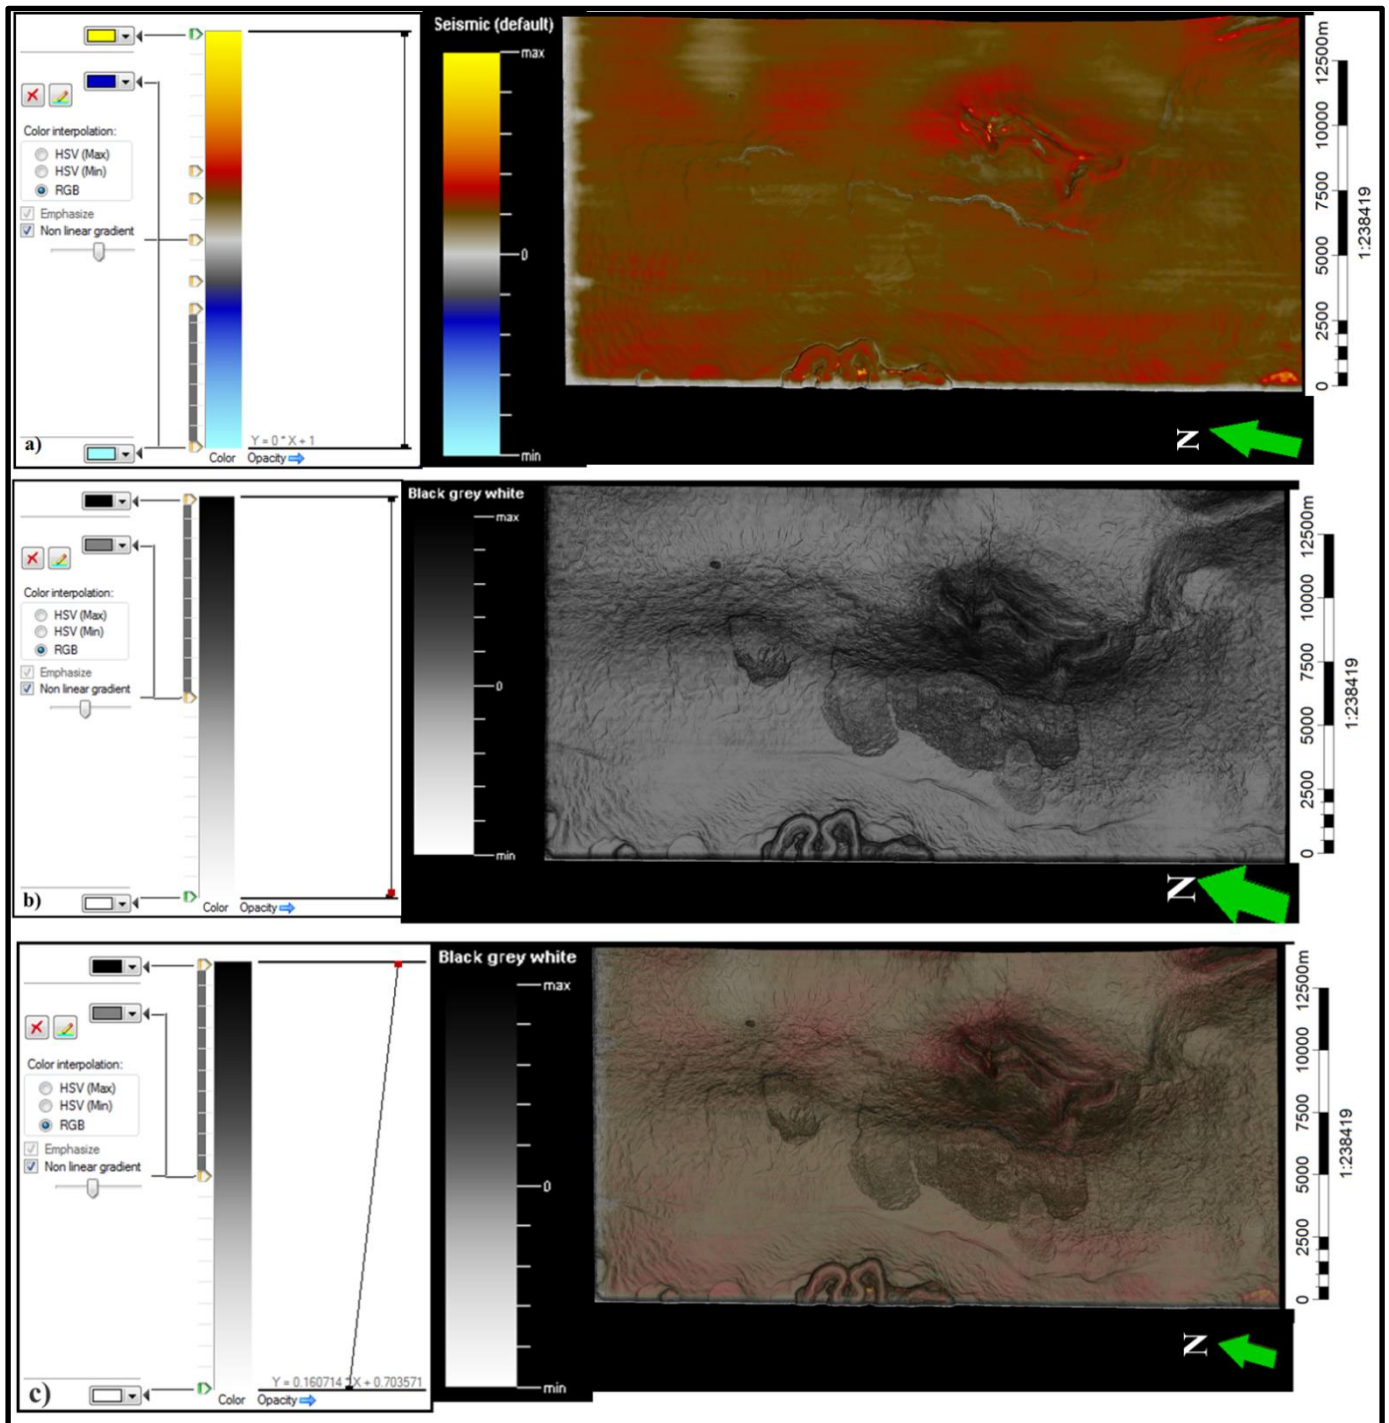 Seismic (default)
max
0
min
Color interpolation:
HSV (Max)
HSV (Min)
RGB
Emphasize
Non linear gradient
a)
Y = 0 * X + 1
Color Opacity
12500m
10000
7500
5000
2500
0
1:238419
N
Black grey white
max
0
min
Color interpolation:
HSV (Max)
HSV (Min)
RGB
Emphasize
Non linear gradient
b)
Color Opacity
12500m
10000
7500
5000
2500
0
1:238419
N
Black grey white
max
0
min
Color interpolation:
HSV (Max)
HSV (Min)
RGB
Emphasize
Non linear gradient
c)
Y = 0.160714 * X + 0.703571
Color Opacity
12500m
10000
7500
5000
2500
0
1:238419
N